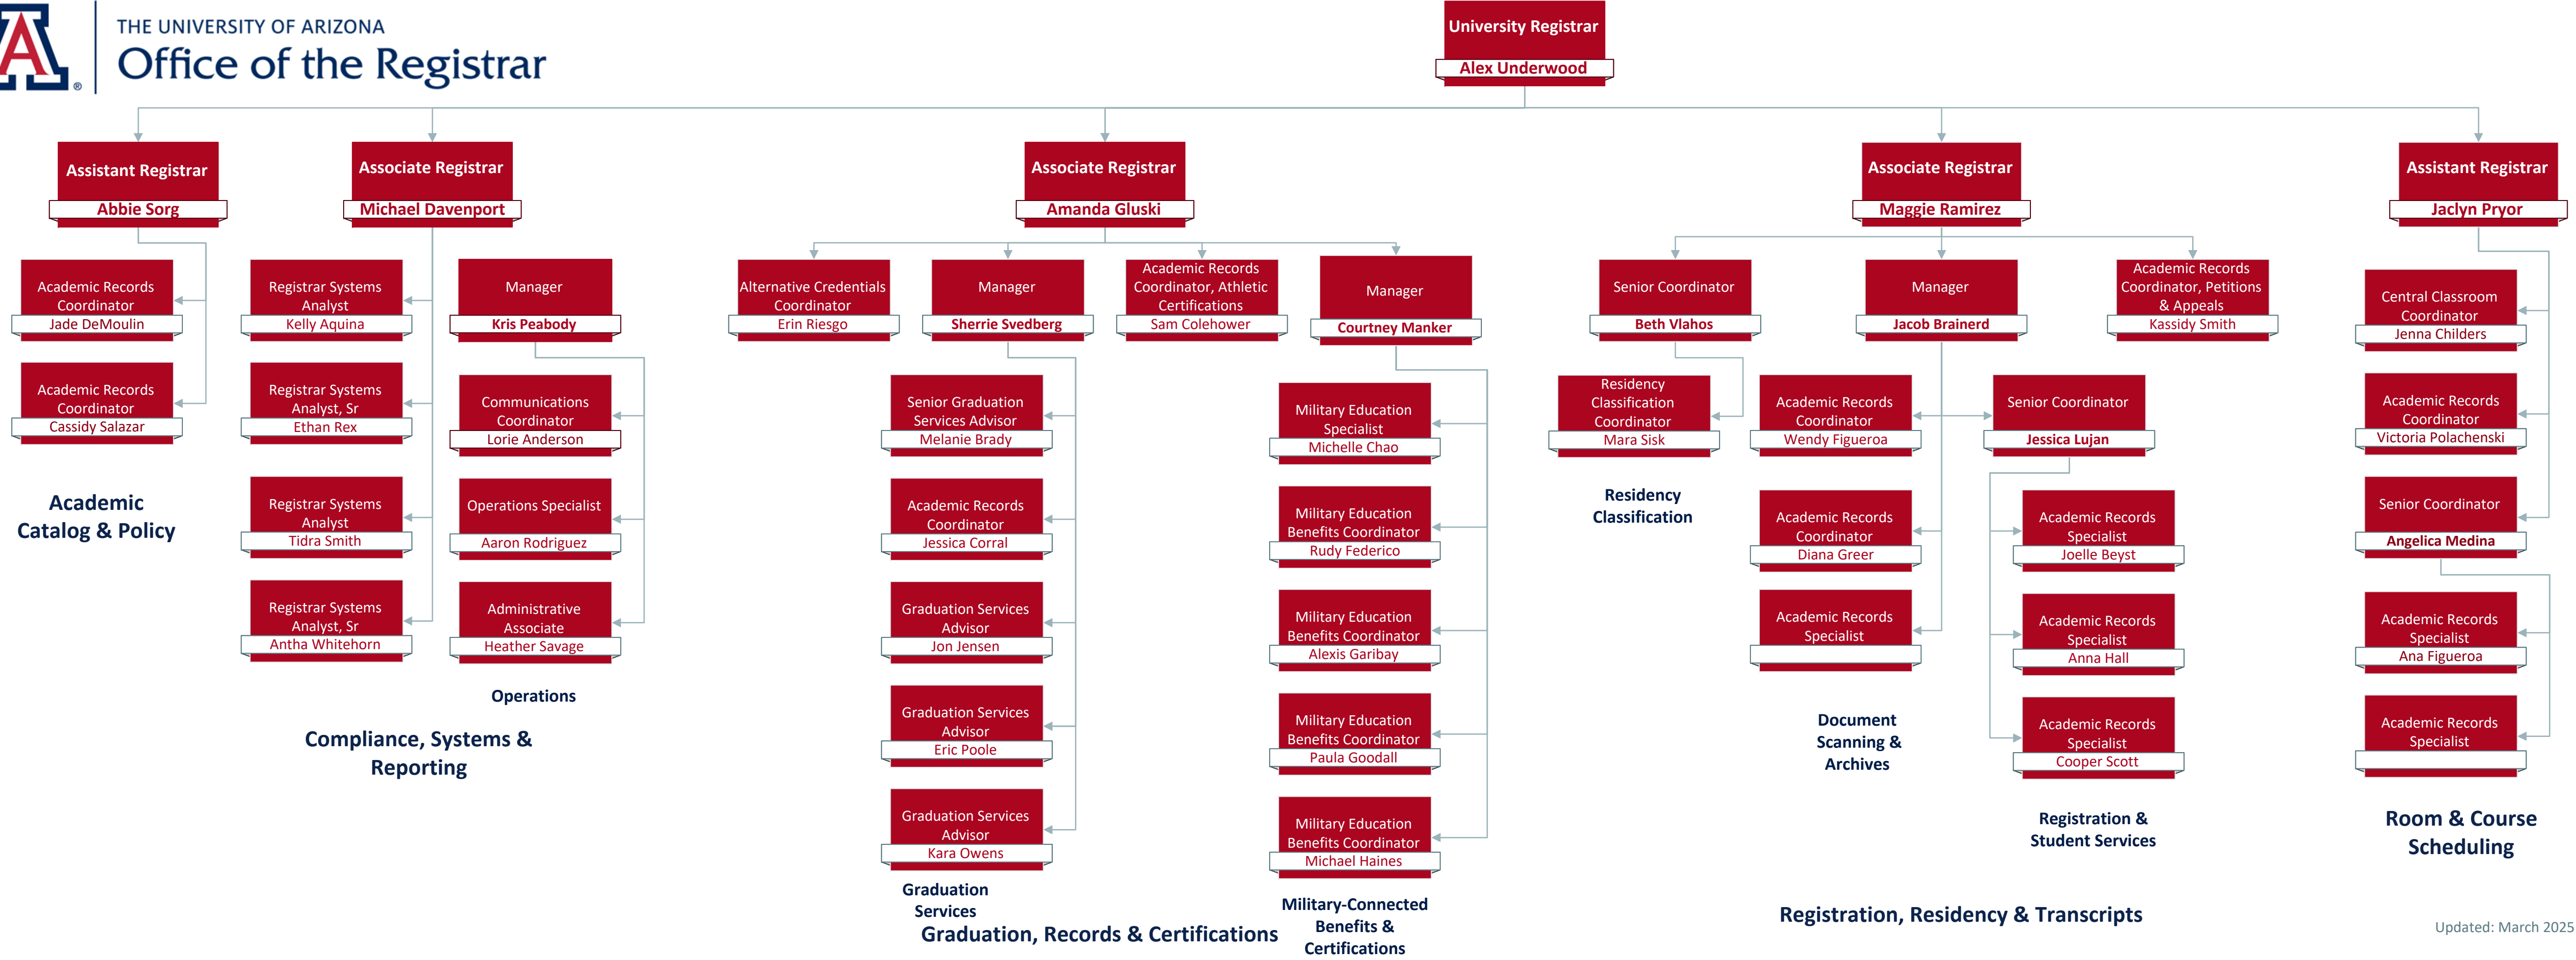 A
®
THE UNIVERSITY OF ARIZONA
Office of the Registrar
University Registrar
Alex Underwood
Assistant Registrar
Abbie Sorg
Associate Registrar
Michael Davenport
Associate Registrar
Amanda Gluski
Associate Registrar
Maggie Ramirez
Assistant Registrar
Jaclyn Pryor
Academic Records
Coordinator
Jade DeMoulin
Academic Records
Coordinator
Cassidy Salazar
Academic
Catalog & Policy
Registrar Systems
Analyst
Kelly Aquina
Registrar Systems
Analyst, Sr
Ethan Rex
Registrar Systems
Analyst
Tidra Smith
Registrar Systems
Analyst, Sr
Antha Whitehorn
Manager
Kris Peabody
Communications
Coordinator
Lorie Anderson
Operations Specialist
Aaron Rodriguez
Administrative
Associate
Heather Savage
Operations
Compliance, Systems &
Reporting
Alternative Credentials
Coordinator
Erin Riesgo
Manager
Sherrie Svedberg
Senior Graduation
Services Advisor
Melanie Brady
Academic Records
Coordinator
Jessica Corral
Graduation Services
Advisor
Jon Jensen
Graduation Services
Advisor
Eric Poole
Graduation Services
Advisor
Kara Owens
Graduation
Services
Academic Records
Coordinator, Athletic
Certifications
Sam Colehower
Manager
Courtney Manker
Military Education
Specialist
Michelle Chao
Military Education
Benefits Coordinator
Rudy Federico
Military Education
Benefits Coordinator
Alexis Garibay
Military Education
Benefits Coordinator
Paula Goodall
Military Education
Benefits Coordinator
Michael Haines
Military-Connected
Benefits &
Certifications
Graduation, Records & Certifications
Senior Coordinator
Beth Vlahos
Residency
Classification
Coordinator
Mara Sisk
Residency
Classification
Manager
Jacob Brainerd
Academic Records
Coordinator
Wendy Figueroa
Academic Records
Coordinator
Diana Greer
Academic Records
Specialist
Document
Scanning &
Archives
Senior Coordinator
Jessica Lujan
Academic Records
Specialist
Joelle Beyst
Academic Records
Specialist
Anna Hall
Academic Records
Specialist
Cooper Scott
Registration &
Student Services
Academic Records
Coordinator, Petitions
& Appeals
Kassidy Smith
Registration, Residency & Transcripts
Central Classroom
Coordinator
Jenna Childers
Academic Records
Coordinator
Victoria Polachenski
Senior Coordinator
Angelica Medina
Academic Records
Specialist
Ana Figueroa
Academic Records
Specialist
Room & Course
Scheduling
Updated: March 2025